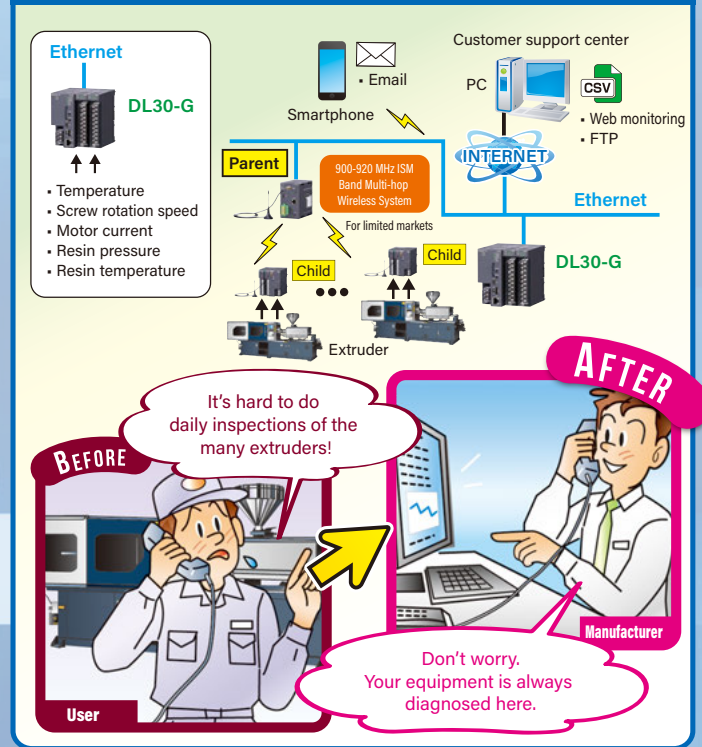 Ethernet
DL30-G
▪ Temperature
▪ Screw rotation speed
▪ Motor current
▪ Resin pressure
▪ Resin temperature
▪ Email
Smartphone
Customer support center
PC
CSV
▪ Web monitoring
▪ FTP
INTERNET
Ethernet
Parent
900-920 MHz ISM
Band Multi-hop
Wireless System
For limited markets
Child
Child
DL30-G
Extruder
BEFORE
It's hard to do
daily inspections of the
many extruders!
User
AFTER
Manufacturer
Don't worry.
Your equipment is always
diagnosed here.